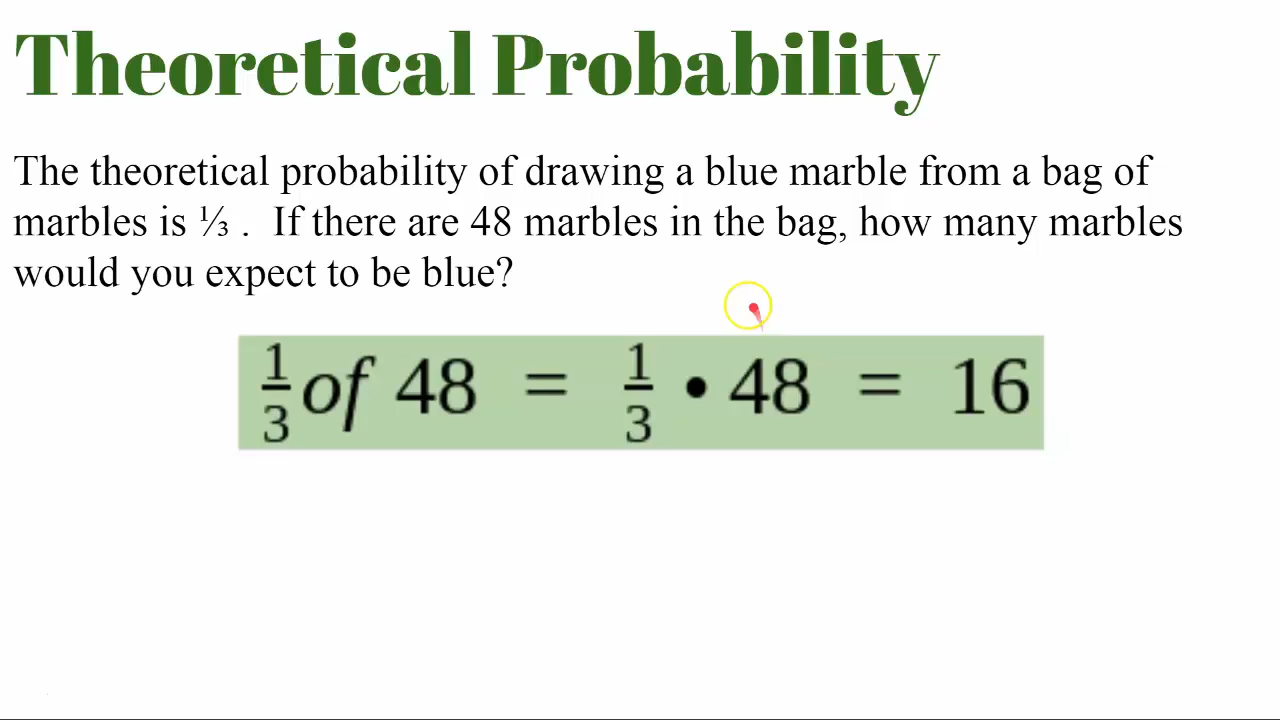 Theoretical Probability
The theoretical probability of drawing a blue marble from a bag of
marbles is ⅓ .  If there are 48 marbles in the bag, how many marbles
would you expect to be blue?
1/3 of 48 = 1/3 • 48 = 16